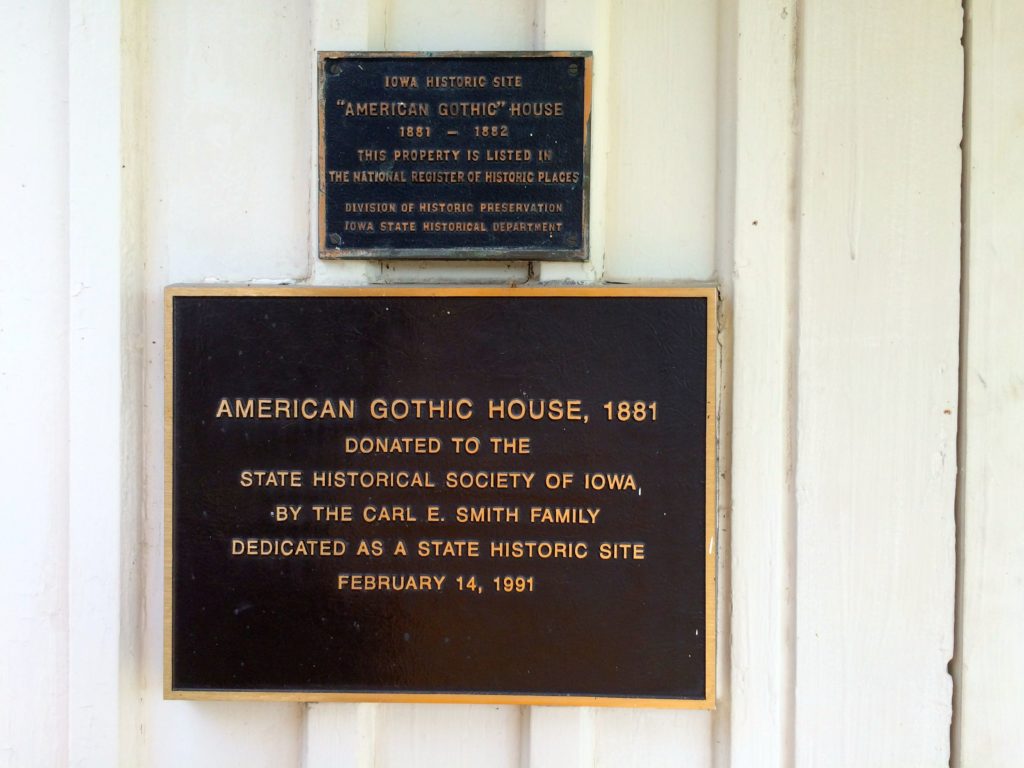 IOWA HISTORIC SITE
"AMERICAN GOTHIC" HOUSE
1881 - 1882
THIS PROPERTY IS LISTED IN
THE NATIONAL REGISTER OF HISTORIC PLACES
DIVISION OF HISTORIC PRESERVATION
IOWA STATE HISTORICAL DEPARTMENT
AMERICAN GOTHIC HOUSE, 1881
DONATED TO THE
STATE HISTORICAL SOCIETY OF IOWA
BY THE CARL E. SMITH FAMILY
DEDICATED AS A STATE HISTORIC SITE
FEBRUARY 14, 1991